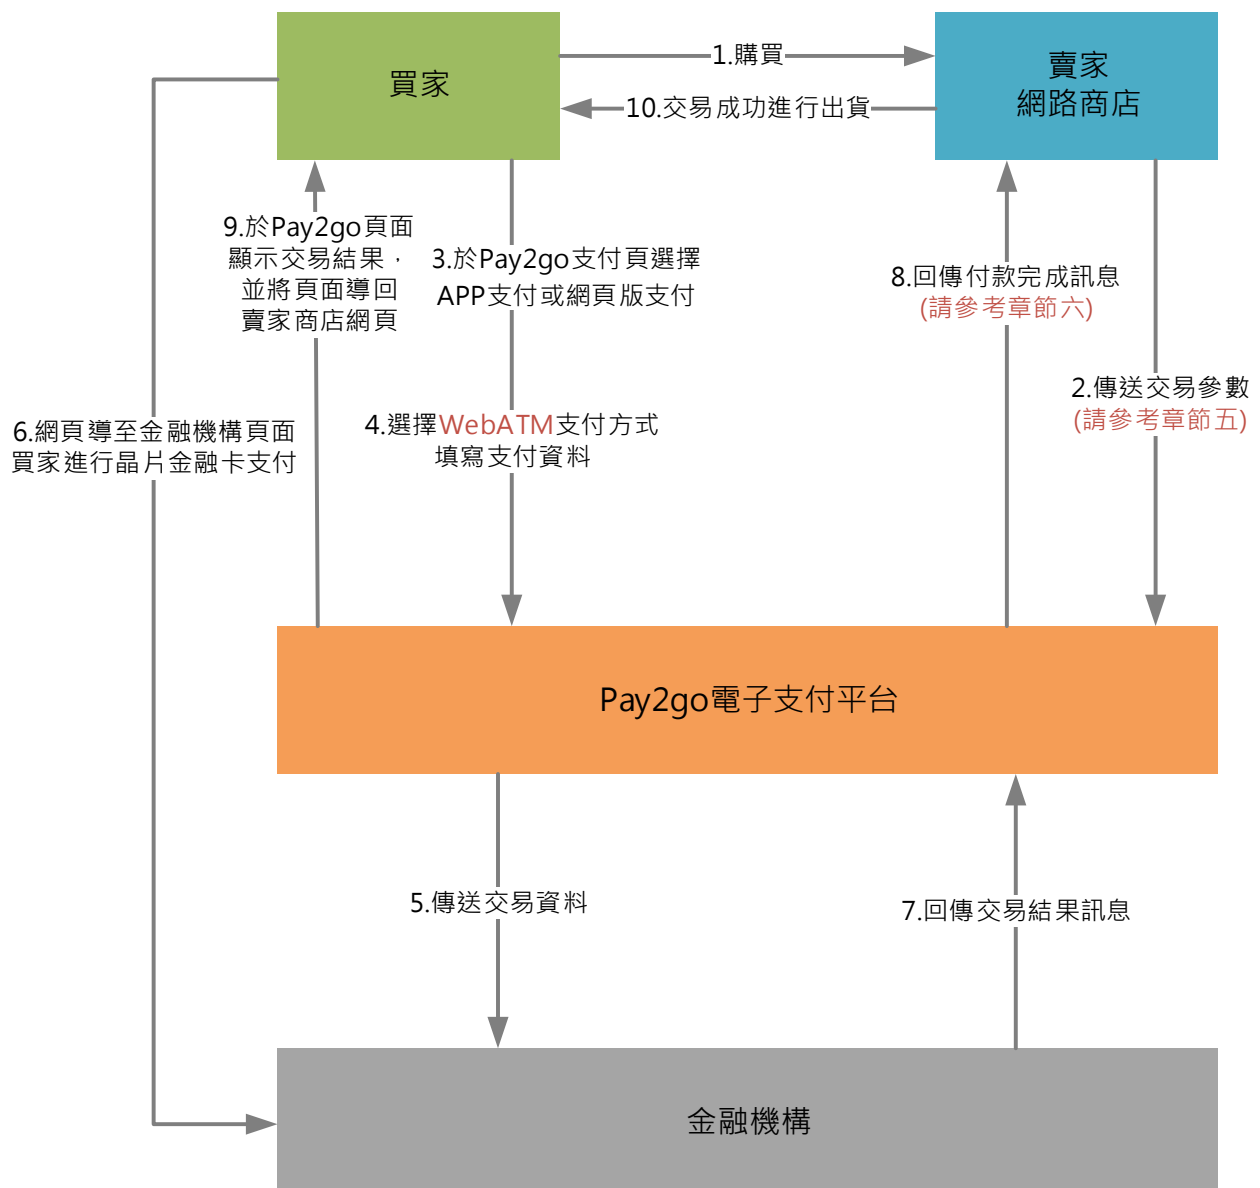 買家
1.購買
賣家
網路商店
10.交易成功進行出貨
9.於Pay2go頁面
顯示交易結果，
並將頁面導回
賣家商店網頁
3.於Pay2go支付頁選擇
APP支付或網頁版支付
8.回傳付款完成訊息
(請參考章節六)
2.傳送交易參數
(請參考章節五)
4.選擇WebATM支付方式
填寫支付資料
6.網頁導至金融機構頁面
買家進行晶片金融卡支付
Pay2go電子支付平台
5.傳送交易資料
7.回傳交易結果訊息
金融機構